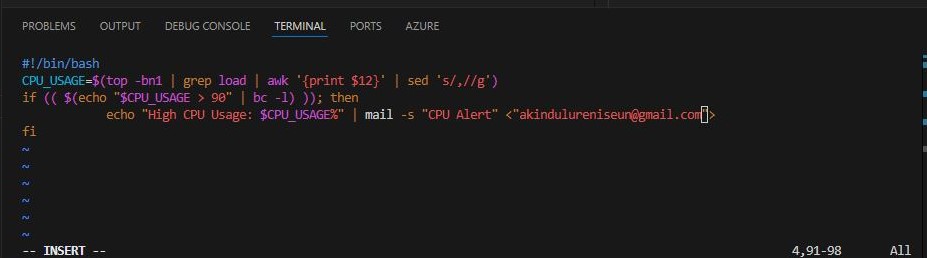 PROBLEMS OUTPUT DEBUG CONSOLE TERMINAL PORTS AZURE
#!/bin/bash
CPU_USAGE=$(top -bn1 | grep load | awk '{print $12}' | sed 's/,//g')
if (( $(echo "$CPU_USAGE > 90" | bc -l) )); then
echo "High CPU Usage: $CPU_USAGE%" | mail -s "CPU Alert" <"akindulureniseun@gmail.com">
fi
~
~
~
~
~
~
-- INSERT -- 4,91-98 All